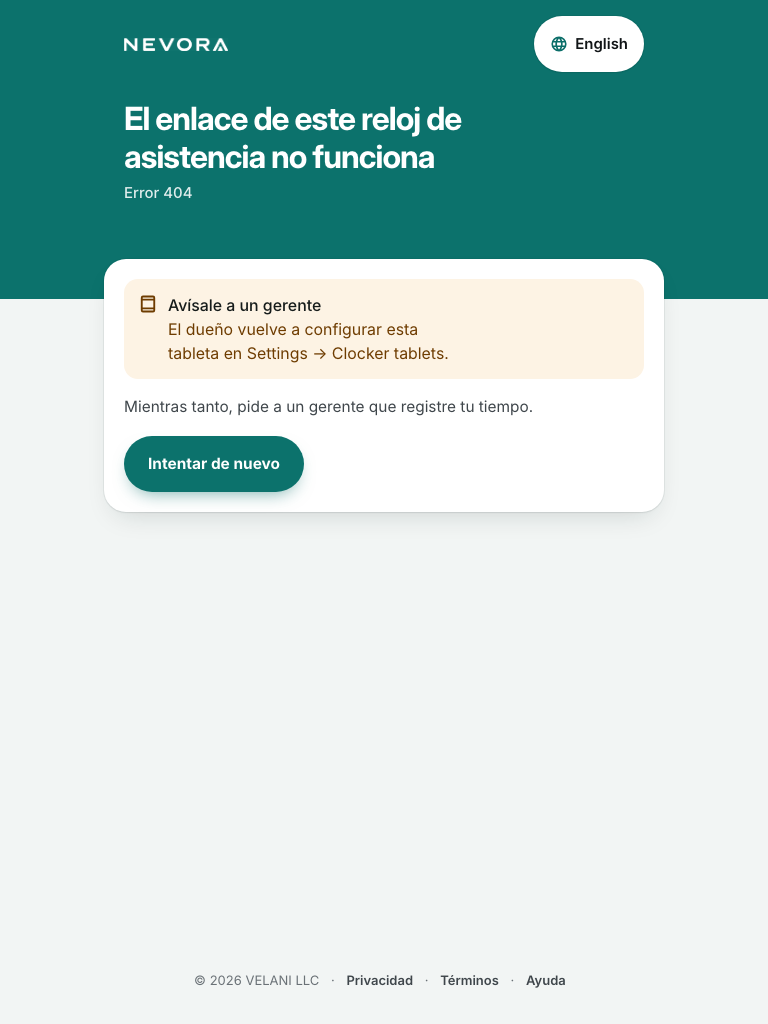 NEVORA
English
El enlace de este reloj de
asistencia no funciona
Error 404
Avísale a un gerente
El dueño vuelve a configurar esta
tableta en Settings → Clocker tablets.
Mientras tanto, pide a un gerente que registre tu tiempo.
Intentar de nuevo
© 2026 VELANI LLC · Privacidad · Términos · Ayuda